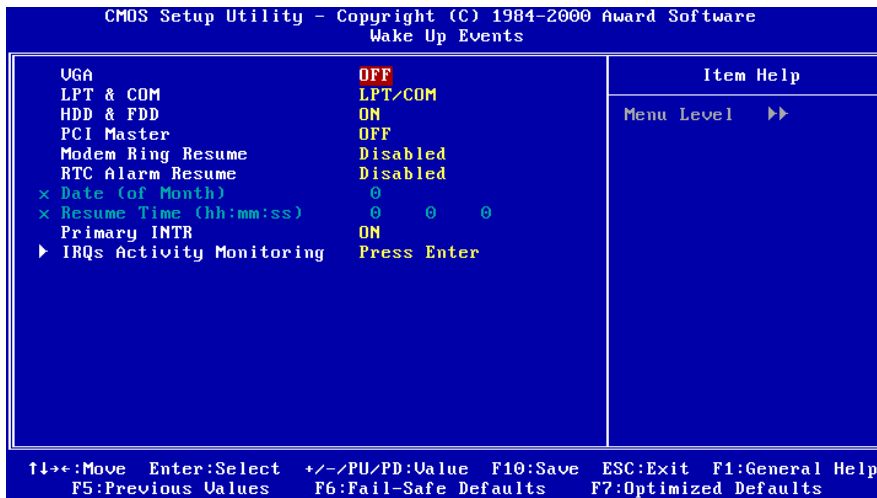 CMOS Setup Utility - Copyright (C) 1984-2000 Award Software
Wake Up Events
VGA OFF
LPT & COM LPT/COM
HDD & FDD ON
PCI Master OFF
Modem Ring Resume Disabled
RTC Alarm Resume Disabled
x Date (of Month) 0
x Resume Time (hh:mm:ss) 0 0 0
Primary INTR ON
▶ IRQs Activity Monitoring Press Enter
Item Help
Menu Level ▶▶
↑↓→←:Move Enter:Select +/-/PU/PD:Value F10:Save ESC:Exit F1:General Help
F5:Previous Values F6:Fail-Safe Defaults F7:Optimized Defaults